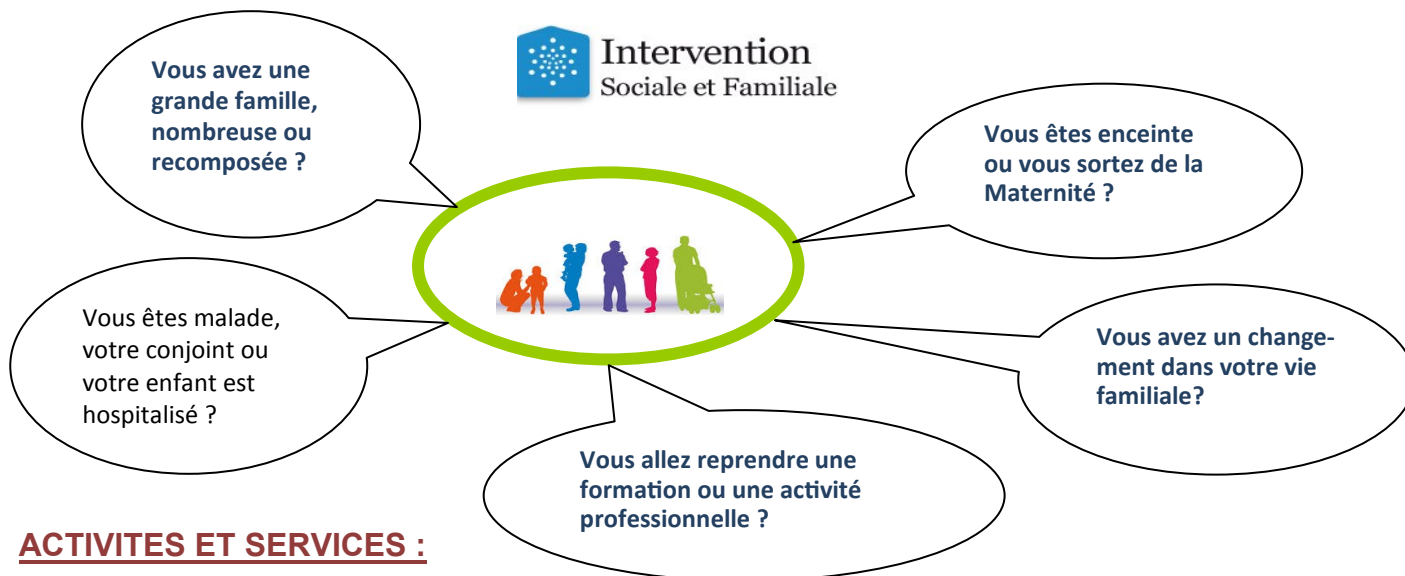 Intervention
Sociale et Familiale
Vous avez une
grande famille,
nombreuse ou
recomposée ?
Vous êtes enceinte
ou vous sortez de la
Maternité ?
Vous êtes malade,
votre conjoint ou
votre enfant est
hospitalisé ?
Vous avez un change-
ment dans votre vie
familiale?
Vous allez reprendre une
formation ou une activité
professionnelle ?
ACTIVITES ET SERVICES :